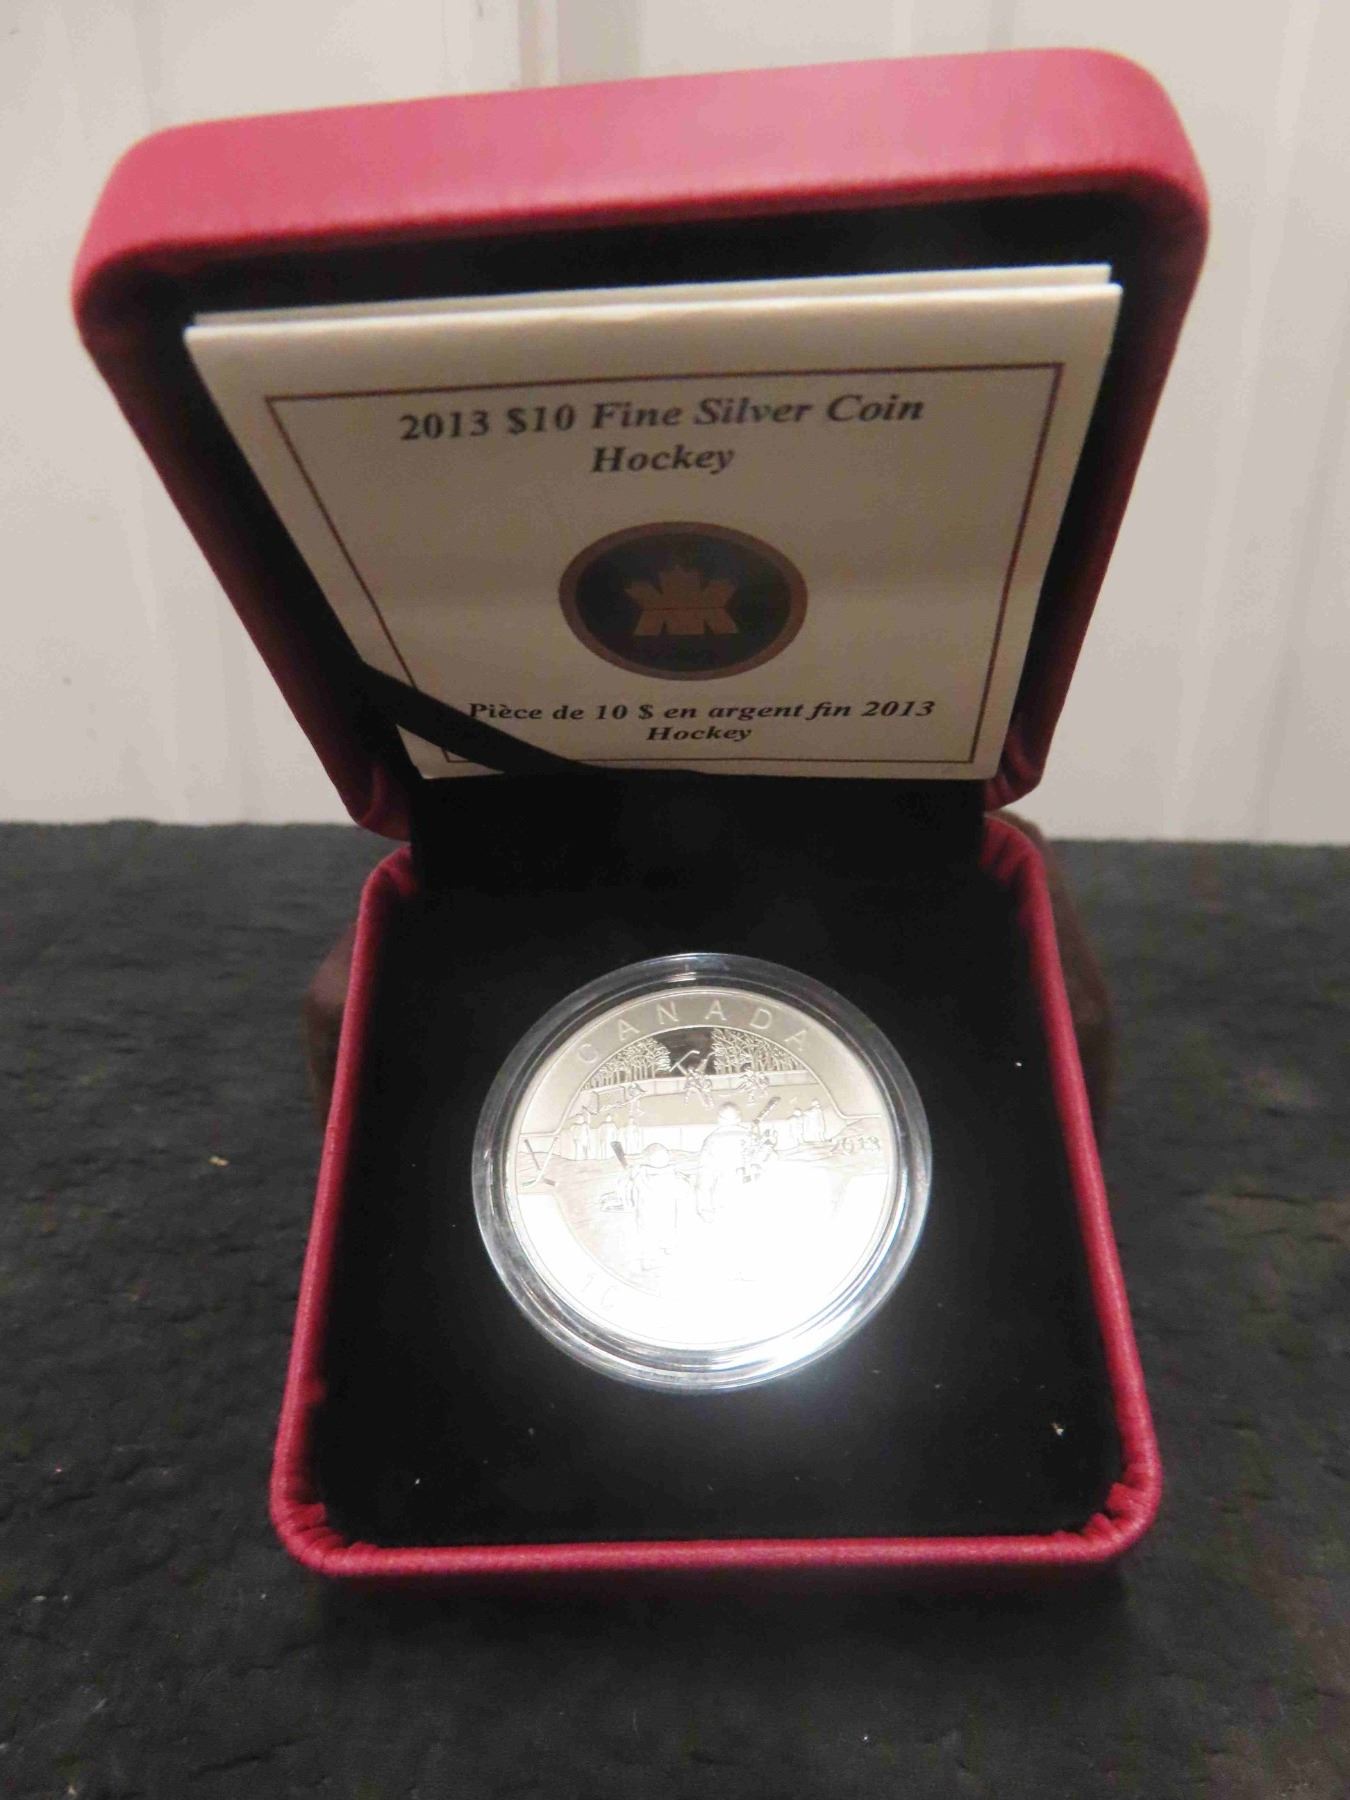 2013 $10 Fine Silver Coin
Hockey
Pièce de 10 $ en argent fin 2013
Hockey
CANADA
2013